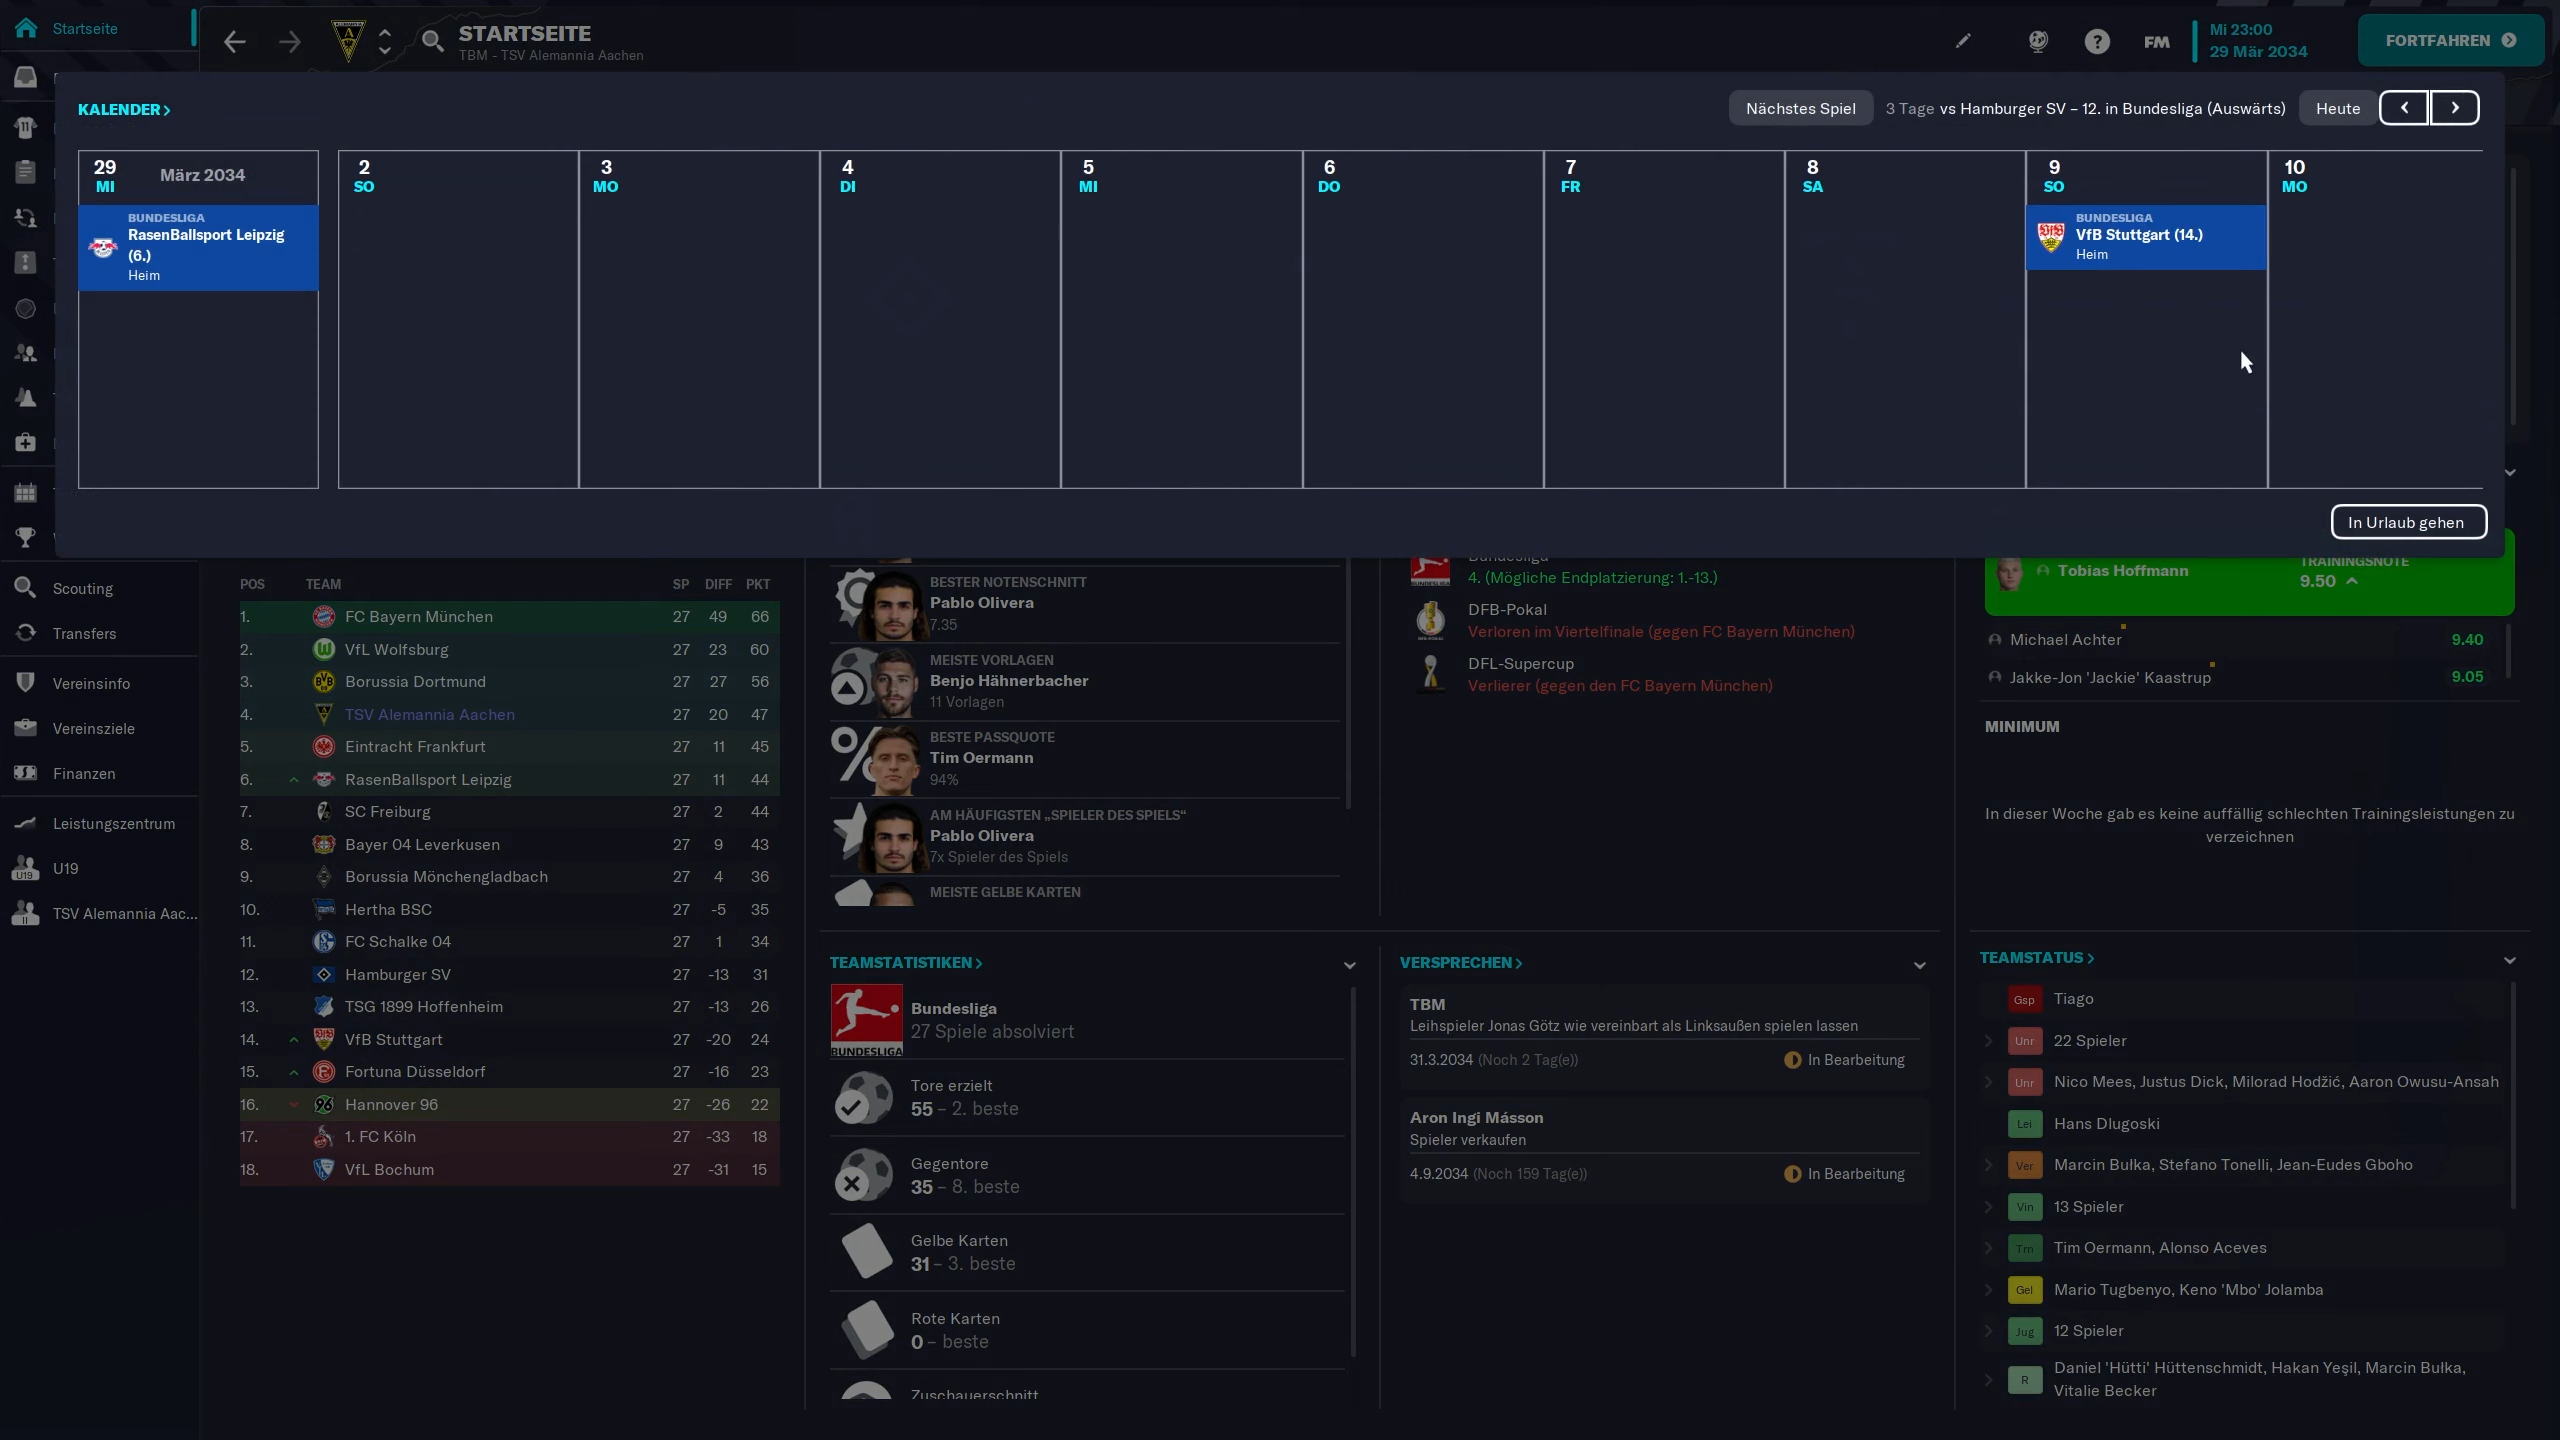 Startseite
STARTSEITE
TBM - TSV Alemannia Aachen
FM
Mi 23:00
29 Mär 2034
FORTFAHREN
KALENDER
Nächstes Spiel
3 Tage vs Hamburger SV – 12. in Bundesliga (Auswärts)
Heute
29
MI
März 2034
2
SO
3
MO
4
DI
5
MI
6
DO
7
FR
8
SA
9
SO
10
MO
BUNDESLIGA
RasenBallsport Leipzig
(6.)
Heim
BUNDESLIGA
VfB Stuttgart (14.)
Heim
In Urlaub gehen
Scouting
Transfers
Vereinsinfo
Vereinsziele
Finanzen
Leistungszentrum
U19
TSV Alemannia Aac...
POS TEAM SP DIFF PKT
1. FC Bayern München 27 49 66
2. VfL Wolfsburg 27 23 60
3. Borussia Dortmund 27 27 56
4. TSV Alemannia Aachen 27 20 47
5. Eintracht Frankfurt 27 11 45
6. RasenBallsport Leipzig 27 11 44
7. SC Freiburg 27 2 44
8. Bayer 04 Leverkusen 27 9 43
9. Borussia Mönchengladbach 27 4 36
10. Hertha BSC 27 -5 35
11. FC Schalke 04 27 1 34
12. Hamburger SV 27 -13 31
13. TSG 1899 Hoffenheim 27 -13 26
14. VfB Stuttgart 27 -20 24
15. Fortuna Düsseldorf 27 -16 23
16. Hannover 96 27 -26 22
17. 1. FC Köln 27 -33 18
18. VfL Bochum 27 -31 15
BESTER NOTENSCHNITT
Pablo Olivera
7.35
MEISTE VORLAGEN
Benjo Hähnerbacher
11 Vorlagen
BESTE PASSQUOTE
Tim Oermann
94%
AM HÄUFIGSTEN „SPIELER DES SPIELS“
Pablo Olivera
7x Spieler des Spiels
MEISTE GELBE KARTEN
Bundesliga
4. (Mögliche Endplatzierung: 1.-13.)
DFB-Pokal
Verloren im Viertelfinale (gegen FC Bayern München)
DFL-Supercup
Verlierer (gegen den FC Bayern München)
Tobias Hoffmann
TRAININGSNOTE
9.50
Michael Achter 9.40
Jakke-Jon 'Jackie' Kaastrup 9.05
MINIMUM
In dieser Woche gab es keine auffällig schlechten Trainingsleistungen zu
verzeichnen
TEAMSTATISTIKEN
BUNDESLIGA
Bundesliga
27 Spiele absolviert
Tore erzielt
55 – 2. beste
Gegentore
35 – 8. beste
Gelbe Karten
31 – 3. beste
Rote Karten
0 – beste
Zuschauerschnitt
VERSPRECHEN
TBM
Leihspieler Jonas Götz wie vereinbart als Linksaußen spielen lassen
31.3.2034 (Noch 2 Tag(e)) In Bearbeitung
Aron Ingi Másson
Spieler verkaufen
4.9.2034 (Noch 159 Tag(e)) In Bearbeitung
TEAMSTATUS
Gsp Tiago
Unr 22 Spieler
Unr Nico Mees, Justus Dick, Milorad Hodžić, Aaron Owusu-Ansah
Lei Hans Dlugoski
Ver Marcin Bułka, Stefano Tonelli, Jean-Eudes Gboho
Vin 13 Spieler
Trn Tim Oermann, Alonso Aceves
Gel Mario Tugbenyo, Keno 'Mbo' Jolamba
Jug 12 Spieler
R Daniel 'Hütti' Hüttenschmidt, Hakan Yeşil, Marcin Bułka,
Vitalie Becker